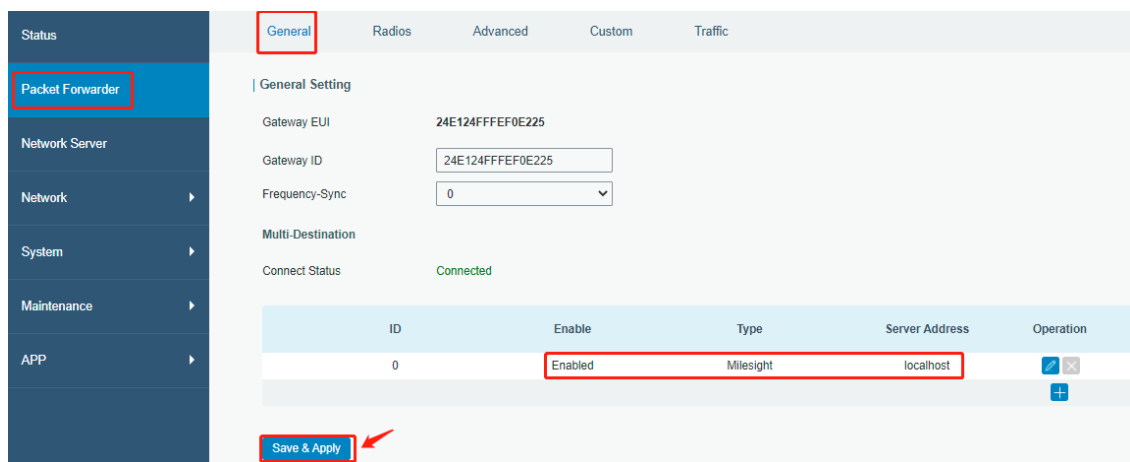 Status
General Radios Advanced Custom Traffic
Packet Forwarder
General Setting
Gateway EUI 24E124FFFEF0E225
Network Server
Gateway ID 24E124FFFEF0E225
Network
Frequency-Sync 0
Multi-Destination
System
Connect Status Connected
Maintenance
ID Enable Type Server Address Operation
APP
0 Enabled Milesight localhost
Save & Apply